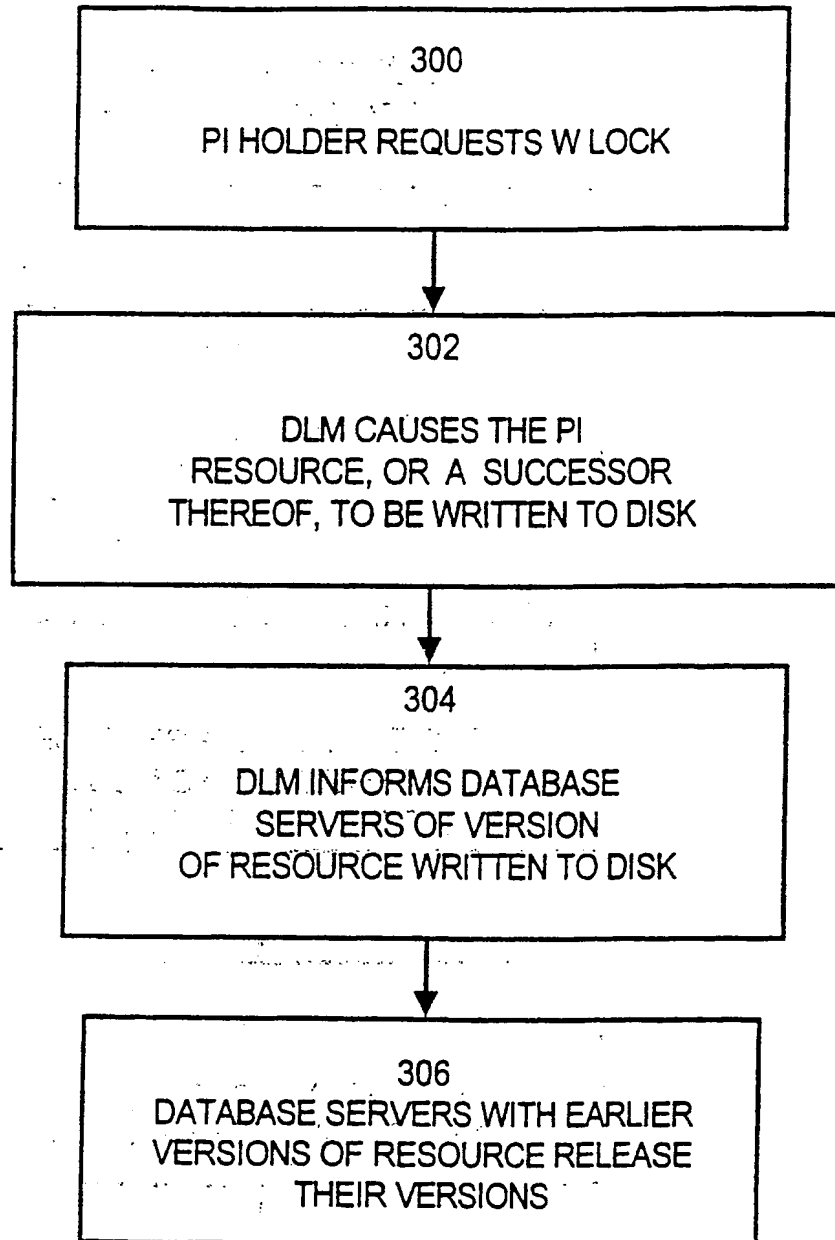 300
PI HOLDER REQUESTS W LOCK
302
DLM CAUSES THE PI
RESOURCE, OR A SUCCESSOR
THEREOF, TO BE WRITTEN TO DISK
304
DLM INFORMS DATABASE
SERVERS OF VERSION
OF RESOURCE WRITTEN TO DISK
306
DATABASE SERVERS WITH EARLIER
VERSIONS OF RESOURCE RELEASE
THEIR VERSIONS